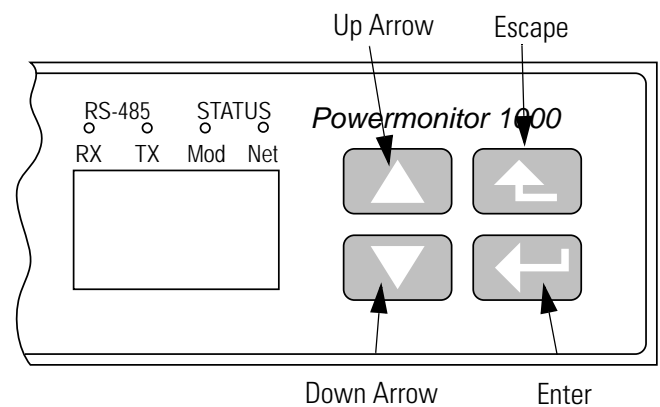 Up Arrow Escape
RS-485 STATUS
Powermonitor 1000
RX TX Mod Net
Down Arrow Enter